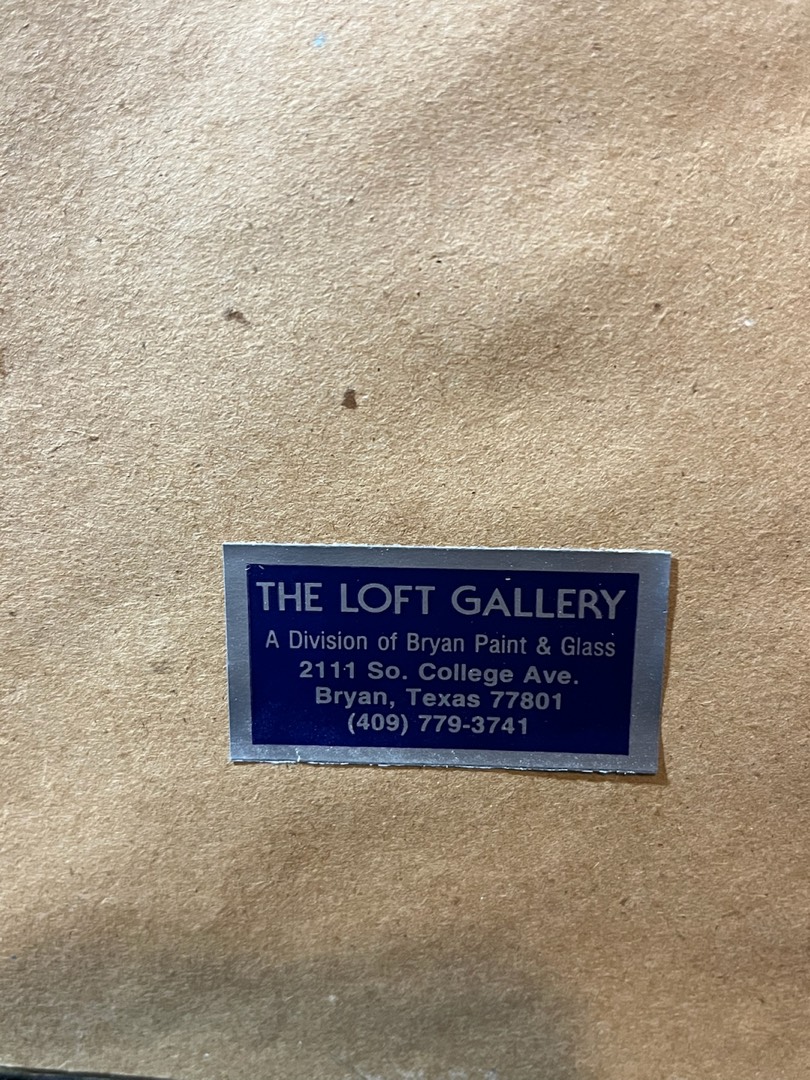 THE LOFT GALLERY
A Division of Bryan Paint & Glass
2111 So. College Ave.
Bryan, Texas 77801
(409) 779-3741